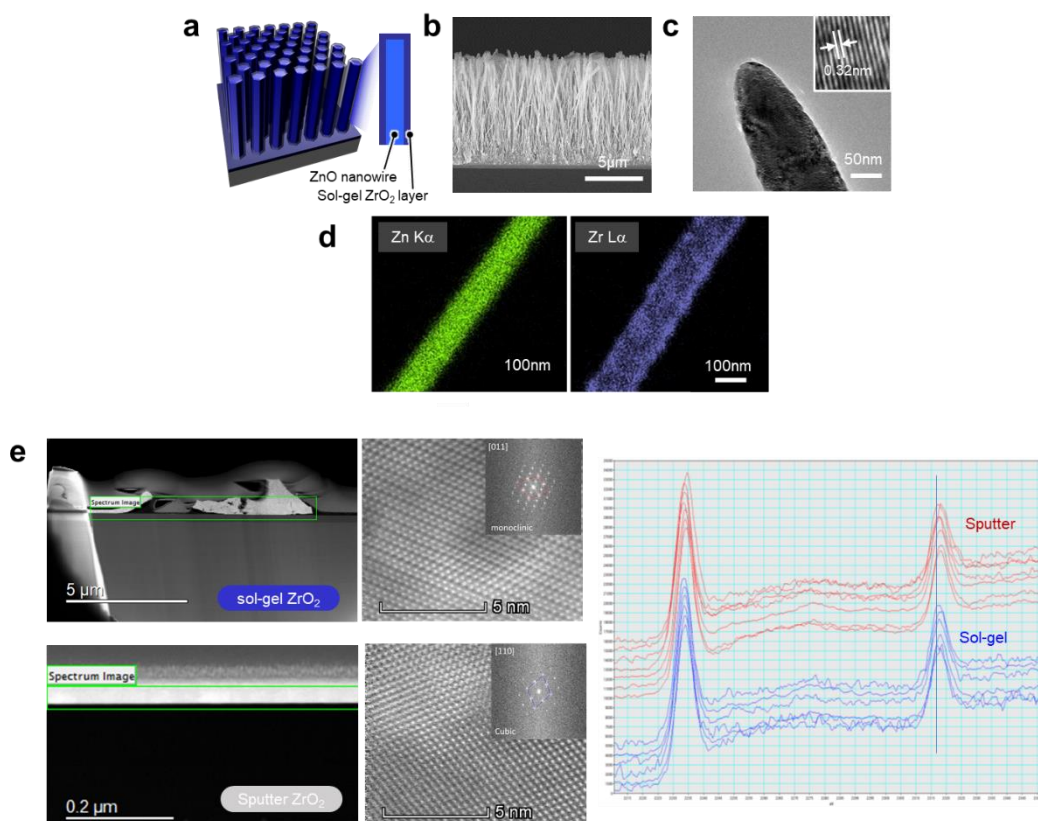 a
ZnO nanowire
Sol-gel ZrO2 layer
b
5μm
c
0.32nm
50nm
d
Zn Kα
100nm
Zr Lα
100nm
e
Spectrum Image
5 μm
sol-gel ZrO2
[011]
monoclinic
5 nm
Spectrum Image
0.2 μm
Sputter ZrO2
Cubic
5 nm
Sputter
Sol-gel